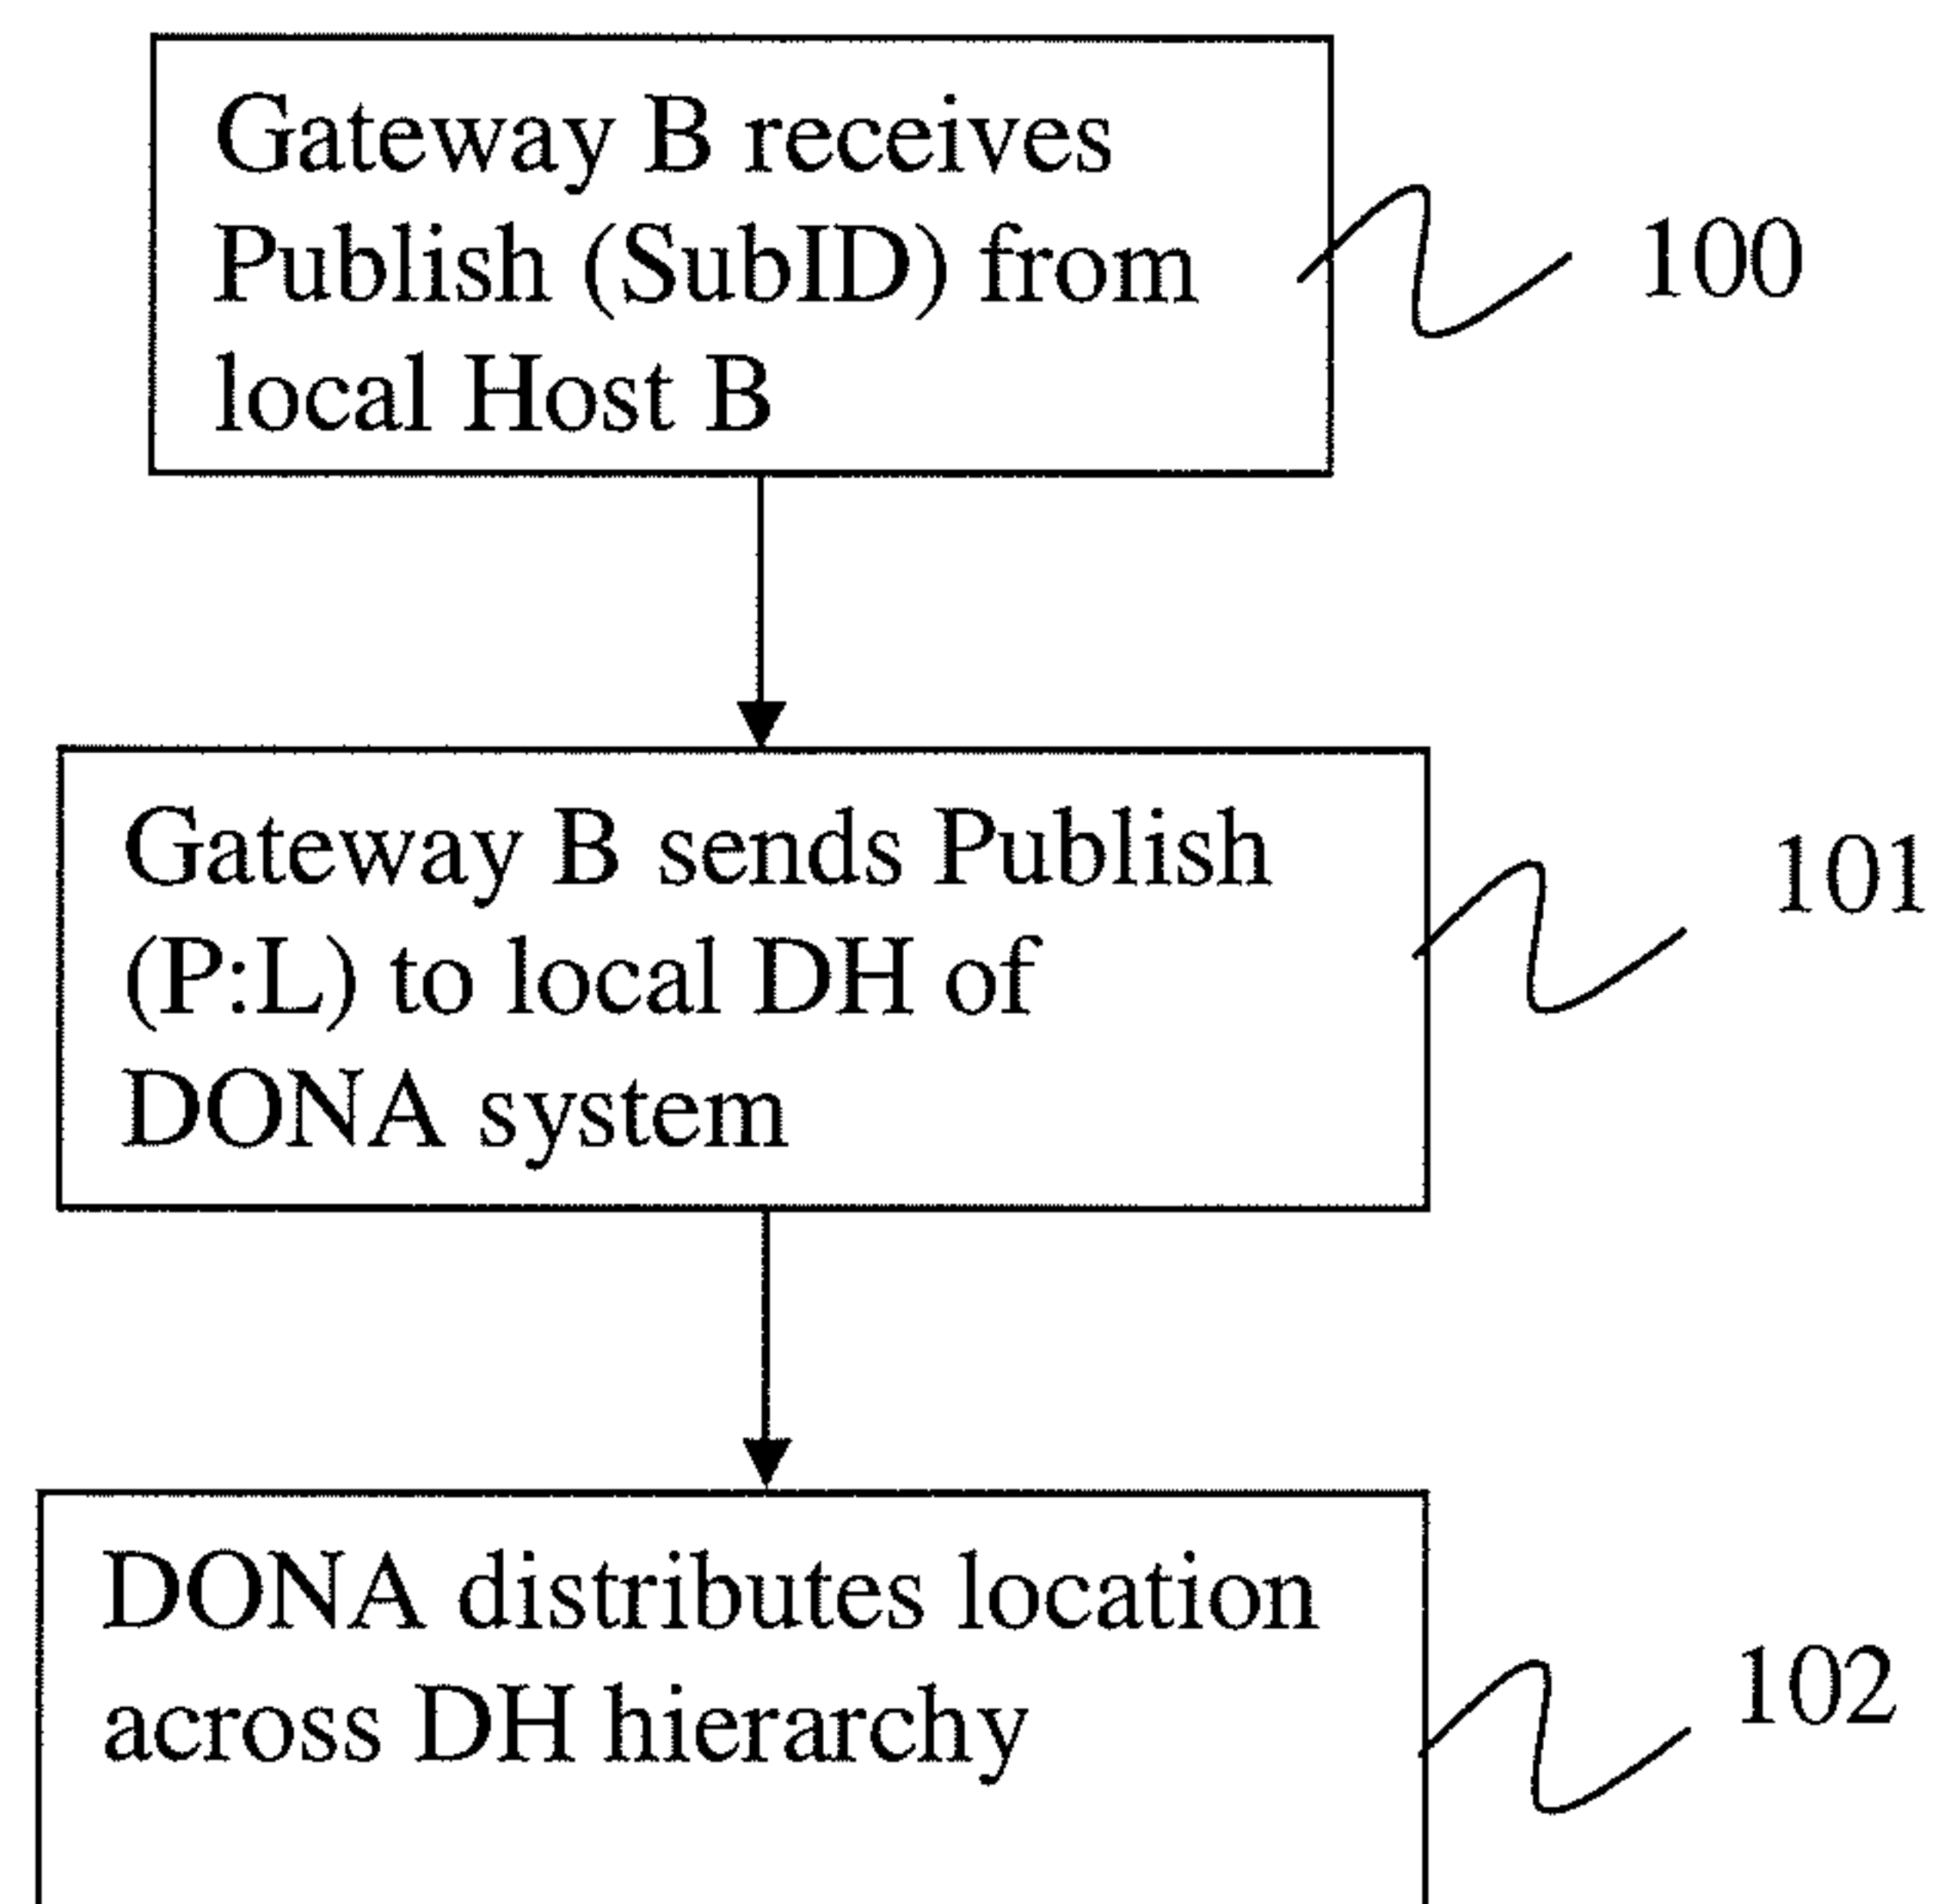 Gateway B receives
Publish (SubID) from
local Host B
100
Gateway B sends Publish
(P:L) to local DH of
DONA system
101
DONA distributes location
across DH hierarchy
102